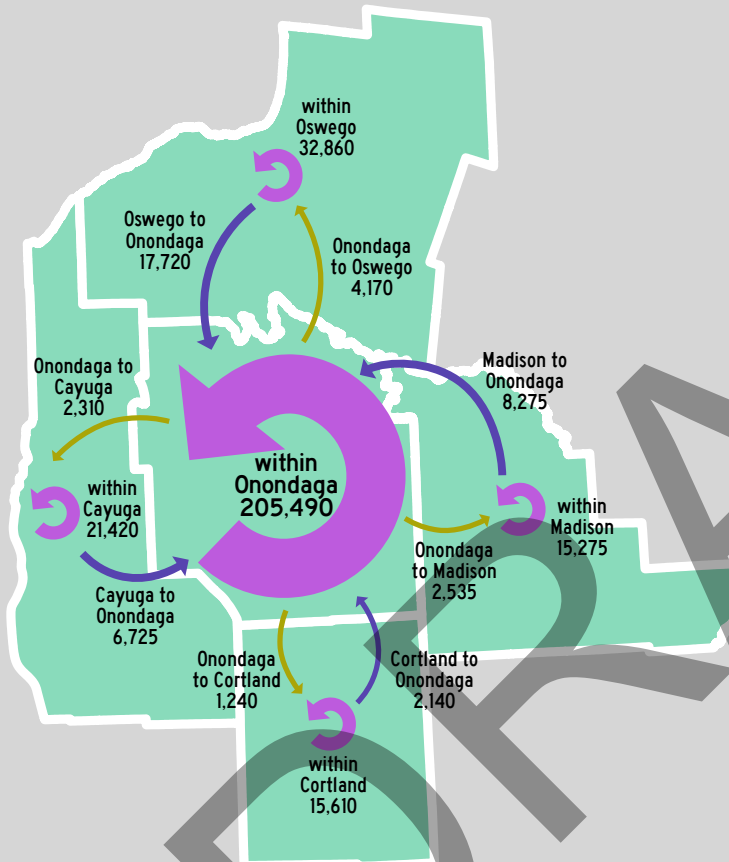 within
Oswego
32,860
Oswego to
Onondaga
17,720
Onondaga
to Oswego
4,170
Onondaga to
Cayuga
2,310
Madison to
Onondaga
8,275
within
Onondaga
205,490
within
Cayuga
21,420
within
Madison
15,275
Onondaga
to Madison
2,535
Cayuga to
Onondaga
6,725
Onondaga
to Cortland
1,240
Cortland to
Onondaga
2,140
within
Cortland
15,610
DRA